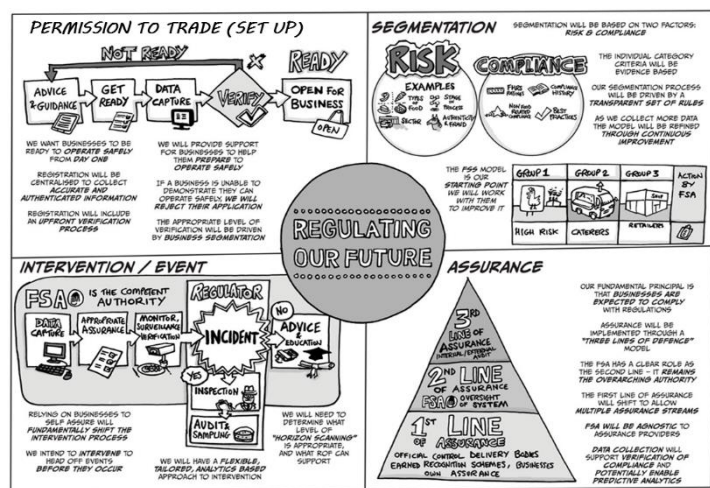 PERMISSION TO TRADE (SET UP)
NOT READY
READY
ADVICE
& GUIDANCE
GET
READY
DATA
CAPTURE
VERIFY
OPEN FOR
BUSINESS
OPEN
WE WANT BUSINESSES TO BE
READY TO OPERATE SAFELY
FROM DAY ONE
REGISTRATION WILL BE
CENTRALISED TO COLLECT
ACCURATE AND
AUTHENTICATED INFORMATION
REGISTRATION WILL INCLUDE
AN UPFRONT VERIFICATION
PROCESS
WE WILL PROVIDE SUPPORT
FOR BUSINESSES TO HELP
THEM PREPARE TO
OPERATE SAFELY
IF A BUSINESS IS UNABLE TO
DEMONSTRATE THEY CAN
OPERATE SAFELY, WE WILL
REJECT THEIR APPLICATION
THE APPROPRIATE LEVEL OF
VERIFICATION WILL BE DRIVEN
BY BUSINESS SEGMENTATION
SEGMENTATION
SEGMENTATION WILL BE BASED ON TWO FACTORS:
RISK & COMPLIANCE
RISK
EXAMPLES
TYPE OF
FOOD
STAGE OF
PROCESS
SECTOR
AUTHENTICITY
& FRAUD
COMPLIANCE
FHRS
RATINGS
COMPLIANCE
HISTORY
BEST
PRACTICES
THE INDIVIDUAL CATEGORY
CRITERIA WILL BE
EVIDENCE BASED
OUR SEGMENTATION PROCESS
WILL BE DRIVEN BY A
TRANSPARENT SET OF RULES
AS WE COLLECT MORE DATA
THE MODEL WILL BE REFINED
THROUGH CONTINUOUS
IMPROVEMENT
THE FSS MODEL
IS OUR
STARTING POINT
WE WILL WORK
WITH THEM
TO IMPROVE IT
GROUP 1
GROUP 2
GROUP 3
ACTION
BY
FSA
HIGH RISK
CATERERS
RETAILERS
REGULATING
OUR FUTURE
INTERVENTION / EVENT
FSA IS THE COMPETENT
AUTHORITY
DATA
CAPTURE
APPROPRIATE
ASSURANCE
MONITOR,
SURVEILLANCE
VERIFICATION
REGULATOR
INCIDENT
NO
ADVICE
& EDUCATION
YES
INSPECTION
AUDIT &
SAMPLING
RELYING ON BUSINESSES TO
SELF ASSURE WILL
FUNDAMENTALLY SHIFT THE
INTERVENTION PROCESS
WE INTEND TO INTERVENE TO
HEAD OFF EVENTS
BEFORE THEY OCCUR
WE WILL HAVE A FLEXIBLE,
TAILORED, ANALYTICS BASED
APPROACH TO INTERVENTION
WE WILL NEED TO
DETERMINE WHAT
LEVEL OF
"HORIZON SCANNING"
IS APPROPRIATE,
AND WHAT ROF CAN
SUPPORT
ASSURANCE
3RD
LINE OF
ASSURANCE
INTERNAL/EXTERNAL
AUDIT
2ND LINE
OF ASSURANCE
FSA OVERSIGHT
OF SYSTEM
1ST LINE
OF ASSURANCE
OFFICIAL CONTROL DELIVERY BODIES
EARNED RECOGNITION SCHEMES, BUSINESSES
OWN ASSURANCE
OUR FUNDAMENTAL PRINCIPAL IS
THAT BUSINESSES ARE
EXPECTED TO COMPLY
WITH REGULATIONS
ASSURANCE WILL BE
IMPLEMENTED THROUGH A
"THREE LINES OF DEFENCE"
MODEL
THE FSA HAS A CLEAR ROLE AS
THE SECOND LINE – IT REMAINS
THE OVERARCHING AUTHORITY
THE FIRST LINE OF ASSURANCE
WILL SHIFT TO ALLOW
MULTIPLE ASSURANCE STREAMS
FSA WILL BE AGNOSTIC TO
ASSURANCE PROVIDERS
DATA COLLECTION WILL
SUPPORT VERIFICATION OF
COMPLIANCE AND
POTENTIALLY ENABLE
PREDICTIVE ANALYTICS